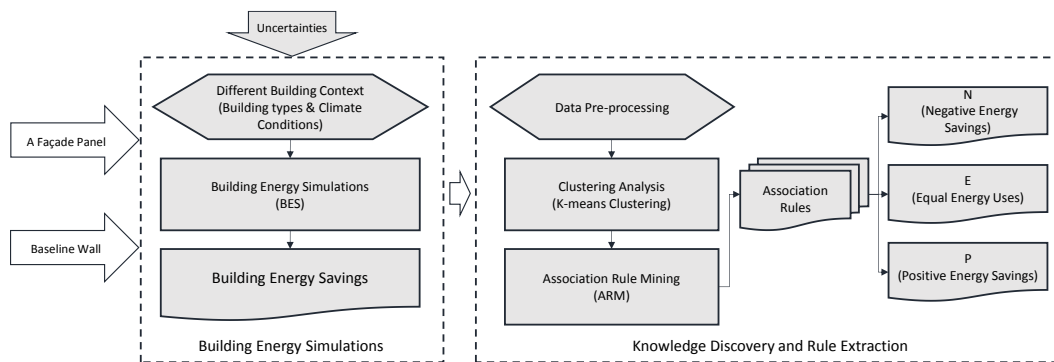 Uncertainties
A Façade Panel
Baseline Wall
Different Building Context
(Building types & Climate
Conditions)
Building Energy Simulations
(BES)
Building Energy Savings
Building Energy Simulations
Data Pre-processing
Clustering Analysis
(K-means Clustering)
Association Rule Mining
(ARM)
Association
Rules
N
(Negative Energy
Savings)
E
(Equal Energy Uses)
P
(Positive Energy Savings)
Knowledge Discovery and Rule Extraction